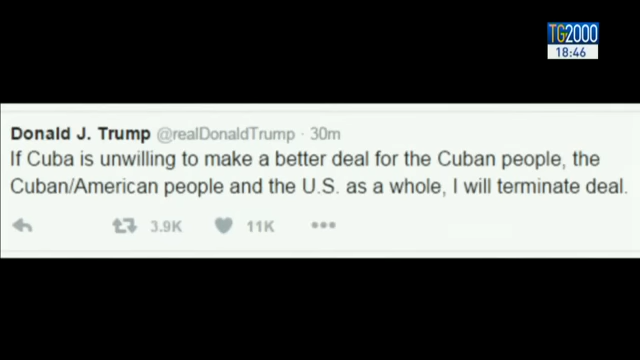 TG2000
18:46
Donald J. Trump @realDonaldTrump · 30m
If Cuba is unwilling to make a better deal for the Cuban people, the
Cuban/American people and the U.S. as a whole, I will terminate deal.
3.9K 11K